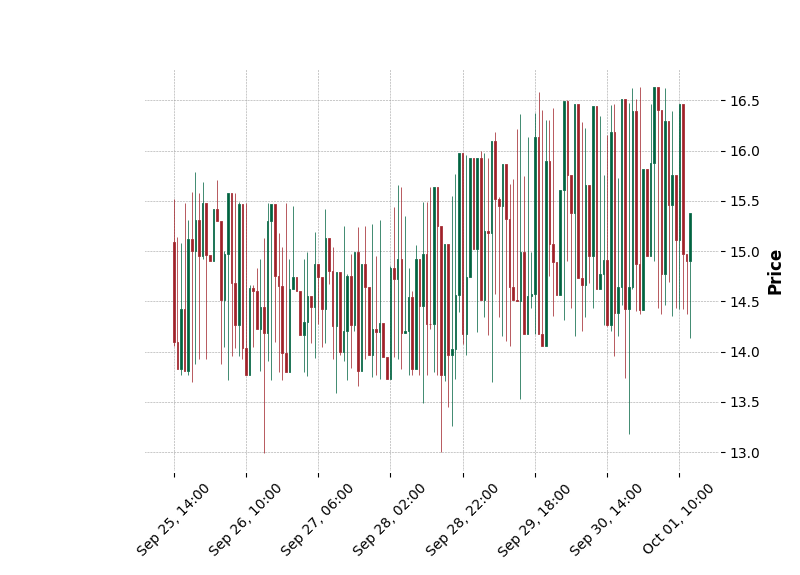 16.5
16.0
15.5
15.0
14.5
14.0
13.5
13.0
Price
Sep 25, 14:00
Sep 26, 10:00
Sep 27, 06:00
Sep 28, 02:00
Sep 28, 22:00
Sep 29, 18:00
Sep 30, 14:00
Oct 01, 10:00